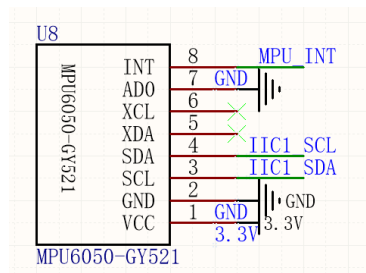 U8
MPU6050-GY521
INT 8 MPU_INT
AD0 7 GND
XCL 6
XDA 5
SDA 4 IIC1_SCL
SCL 3 IIC1_SDA
GND 2 GND
VCC 1 GND 3.3V
3.3V
MPU6050-GY521